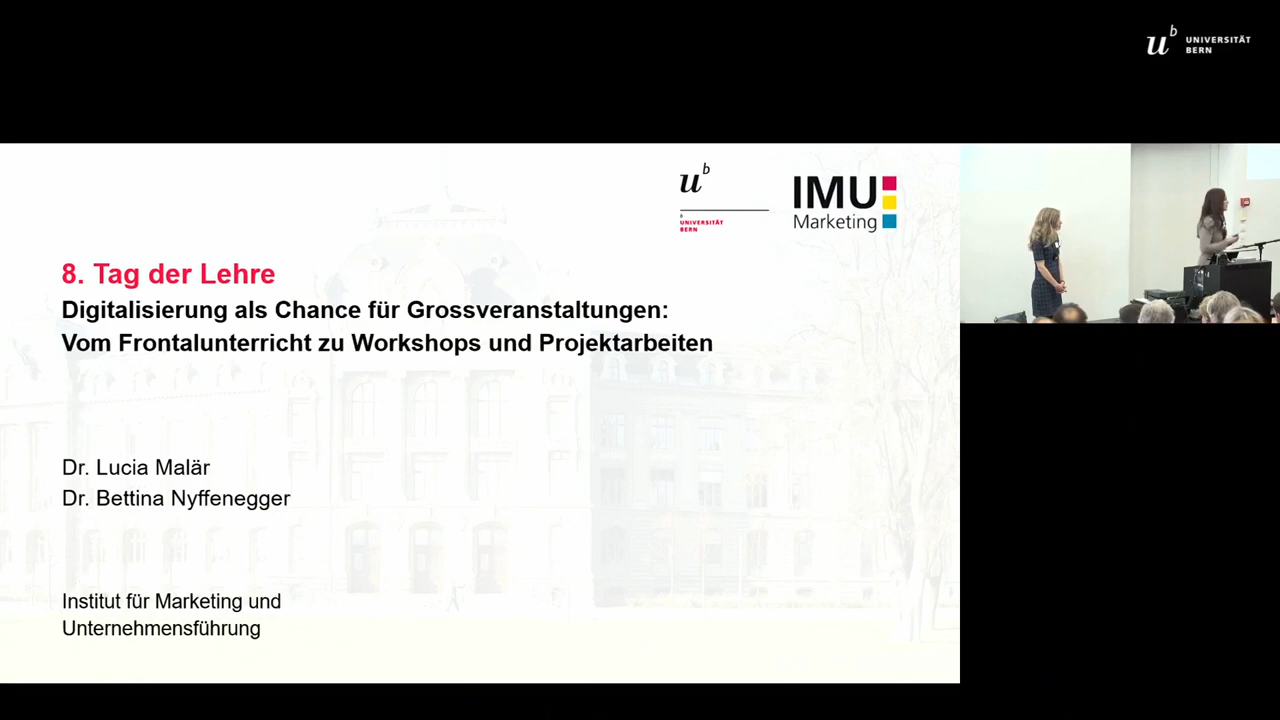 u^b UNIVERSITÄT
BERN
u^b
b
UNIVERSITÄT
BERN
IMU
Marketing
8. Tag der Lehre
Digitalisierung als Chance für Grossveranstaltungen:
Vom Frontalunterricht zu Workshops und Projektarbeiten
Dr. Lucia Malär
Dr. Bettina Nyffenegger
Institut für Marketing und
Unternehmensführung